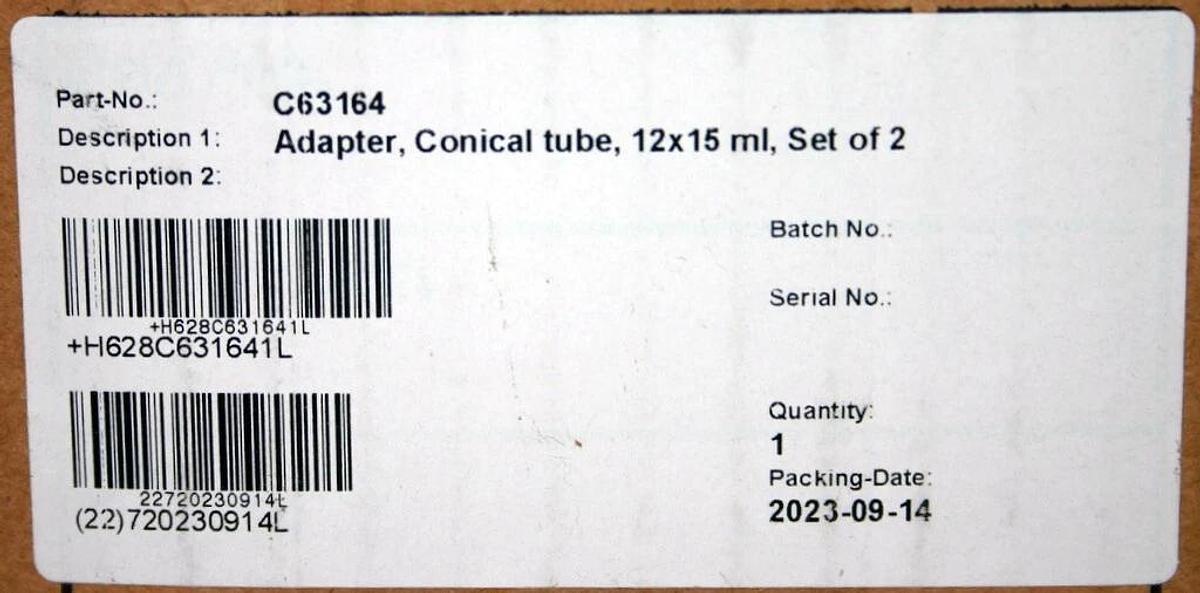 Part-No.: C63164
Description 1: Adapter, Conical tube, 12x15 ml, Set of 2
Description 2:
Batch No.:
Serial No.:
+H628C631641L
+H628C631641L
Quantity:
1
Packing-Date:
2023-09-14
22720230914L
(22)720230914L